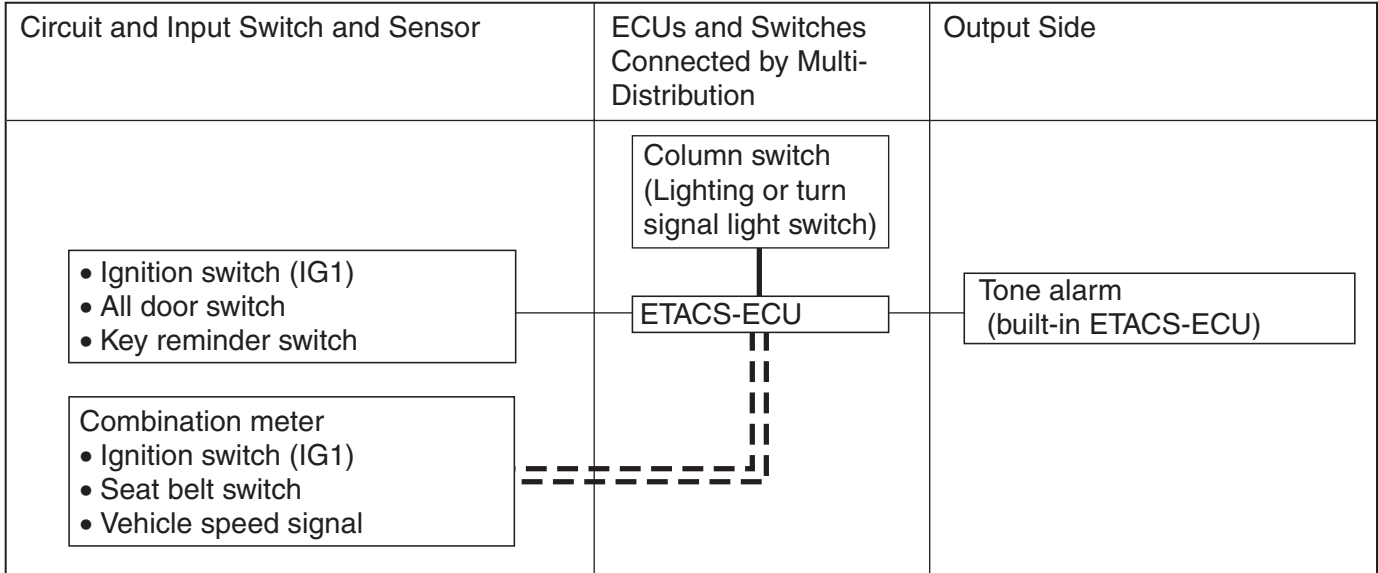 Circuit and Input Switch and Sensor
ECUs and Switches
Connected by Multi-
Distribution
Output Side
Column switch
(Lighting or turn
signal light switch)
• Ignition switch (IG1)
• All door switch
• Key reminder switch
ETACS-ECU
Tone alarm
(built-in ETACS-ECU)
Combination meter
• Ignition switch (IG1)
• Seat belt switch
• Vehicle speed signal